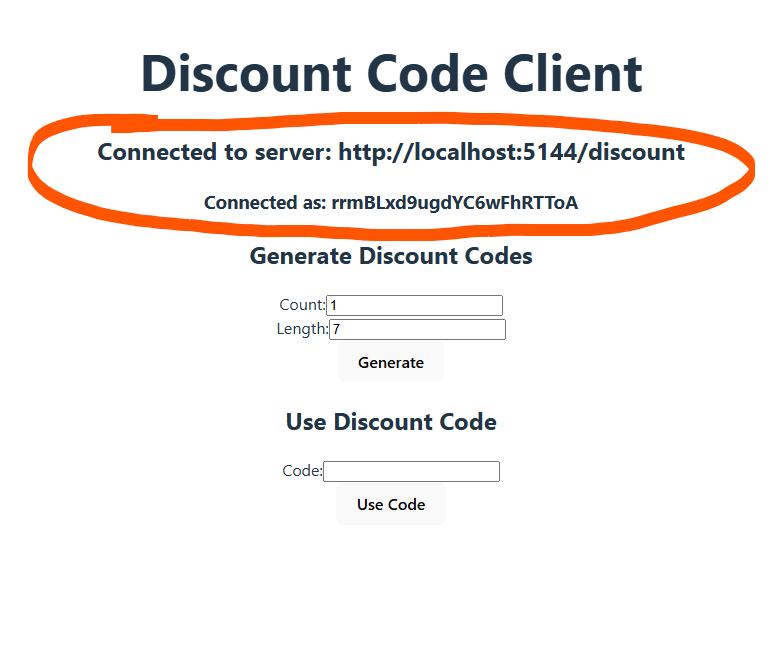 Discount Code Client
Connected to server: http://localhost:5144/discount
Connected as: rrmBLxd9ugdYC6wFhRTToA
Generate Discount Codes
Count: 1
Length: 7
Generate
Use Discount Code
Code:
Use Code